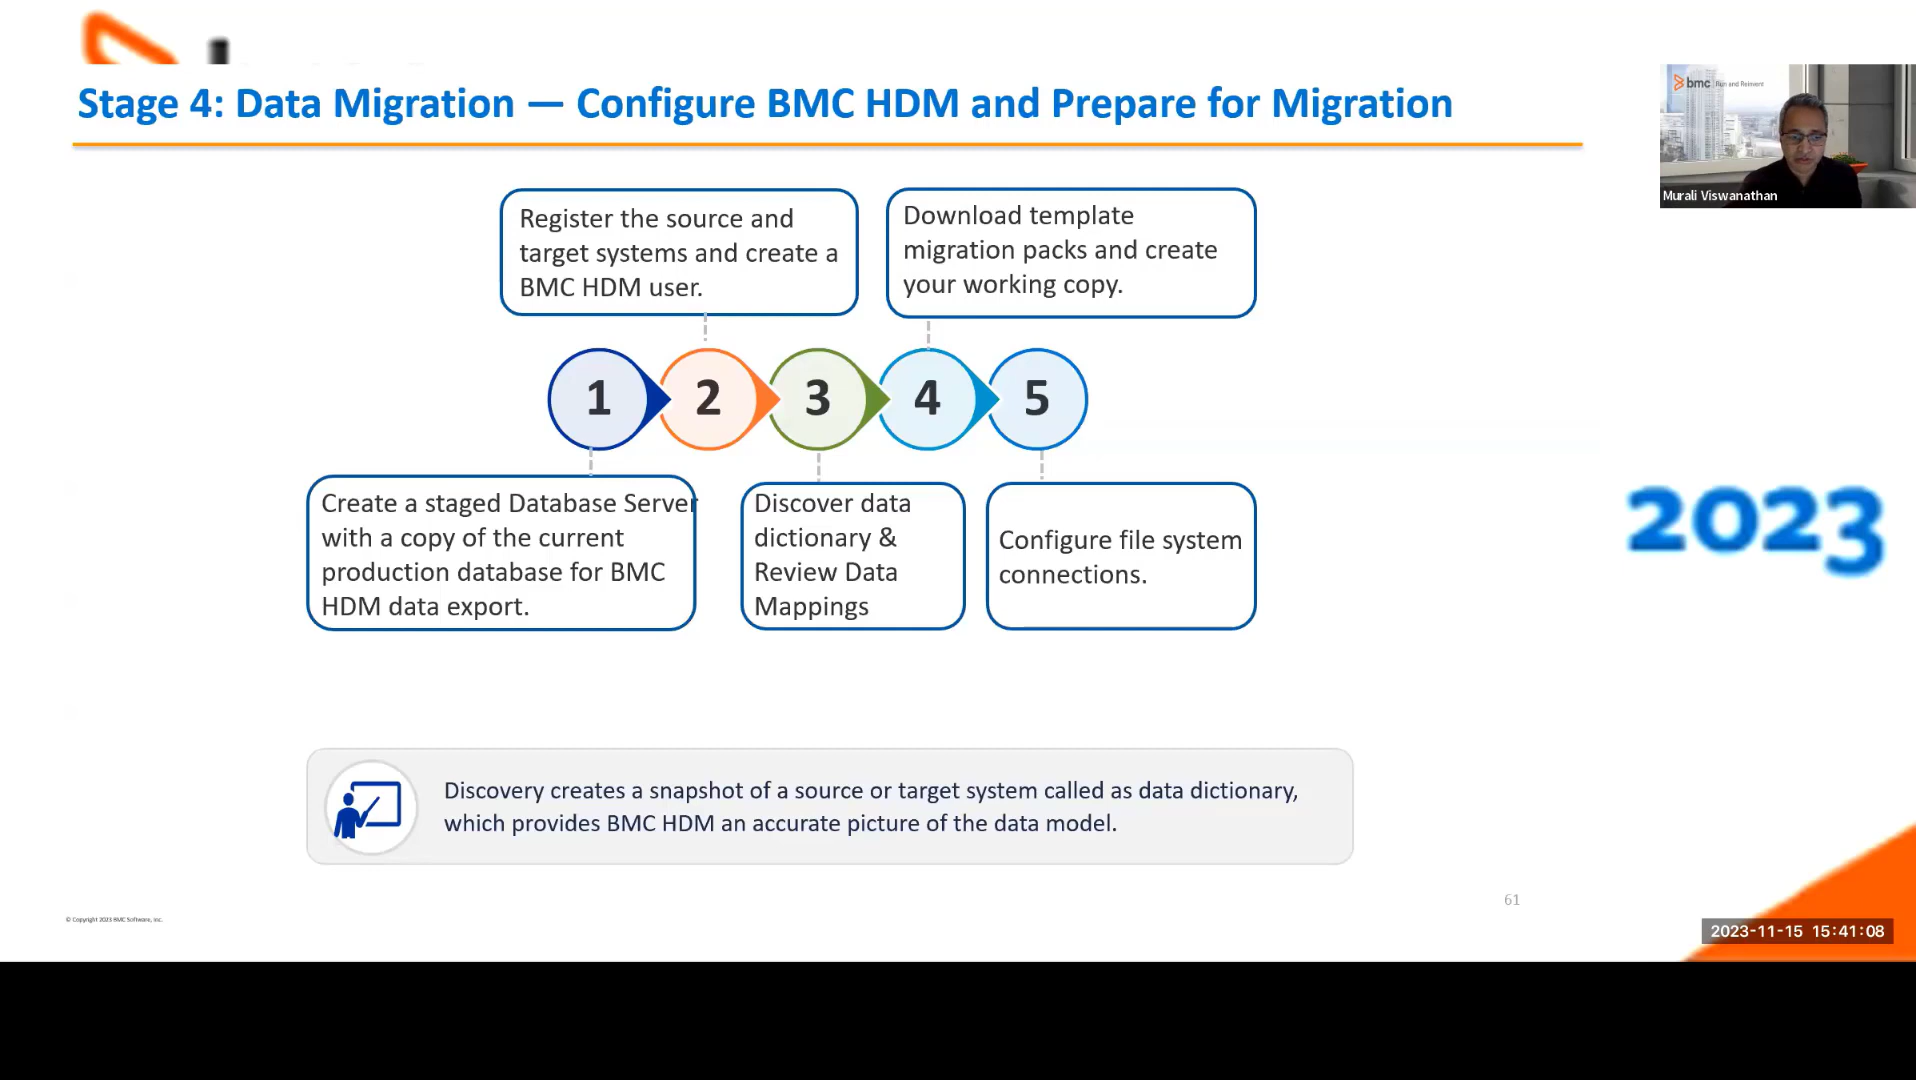 Stage 4: Data Migration — Configure BMC HDM and Prepare for Migration
bmc Run and Reinvent
Murali Viswanathan
Register the source and
target systems and create a
BMC HDM user.
Download template
migration packs and create
your working copy.
1
2
3
4
5
Create a staged Database Server
with a copy of the current
production database for BMC
HDM data export.
Discover data
dictionary &
Review Data
Mappings
Configure file system
connections.
2023
Discovery creates a snapshot of a source or target system called as data dictionary,
which provides BMC HDM an accurate picture of the data model.
61
© Copyright 2023 BMC Software, Inc.
2023-11-15 15:41:08